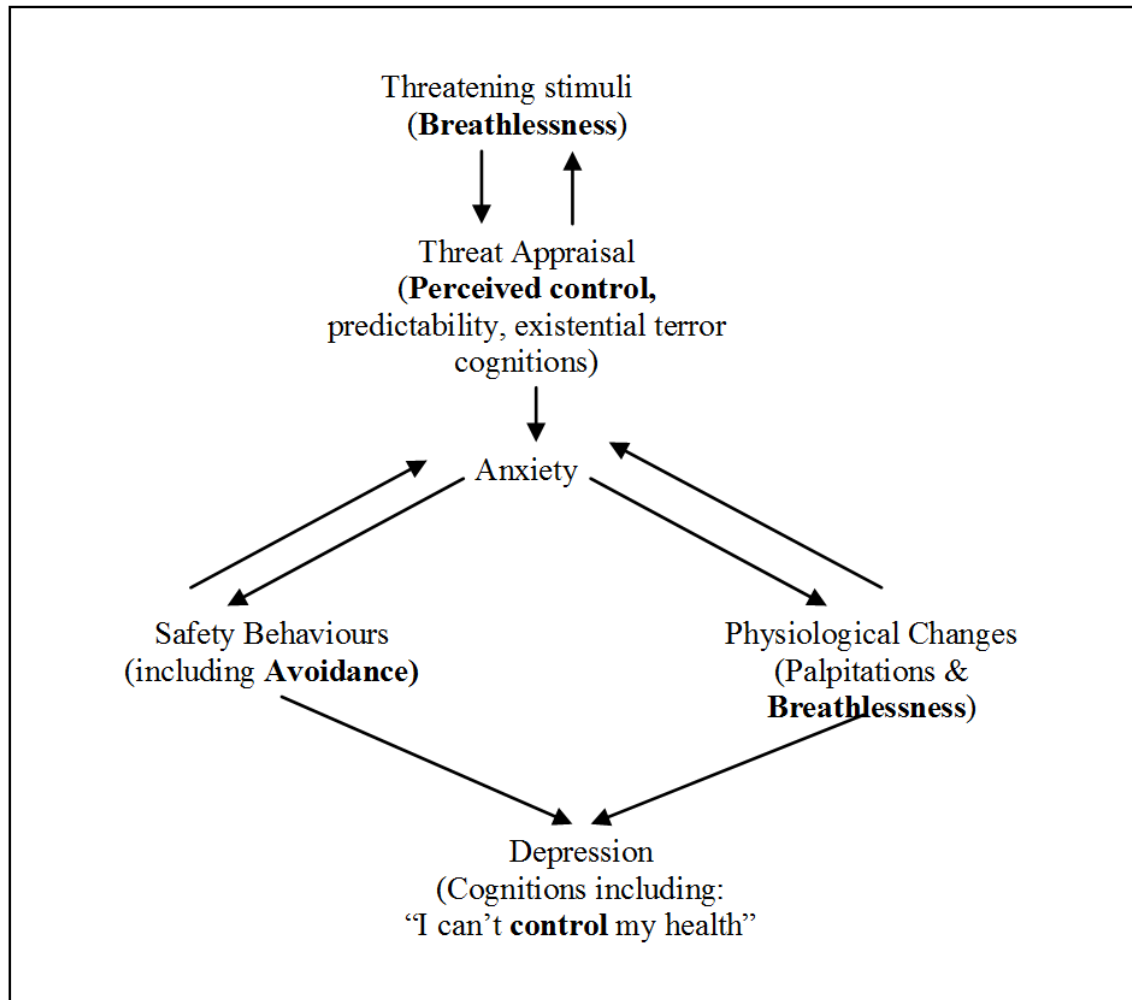 Threatening stimuli
(Breathlessness)
Threat Appraisal
(Perceived control,
predictability, existential terror
cognitions)
Anxiety
Safety Behaviours
(including Avoidance)
Physiological Changes
(Palpitations &
Breathlessness)
Depression
(Cognitions including:
“I can’t control my health”